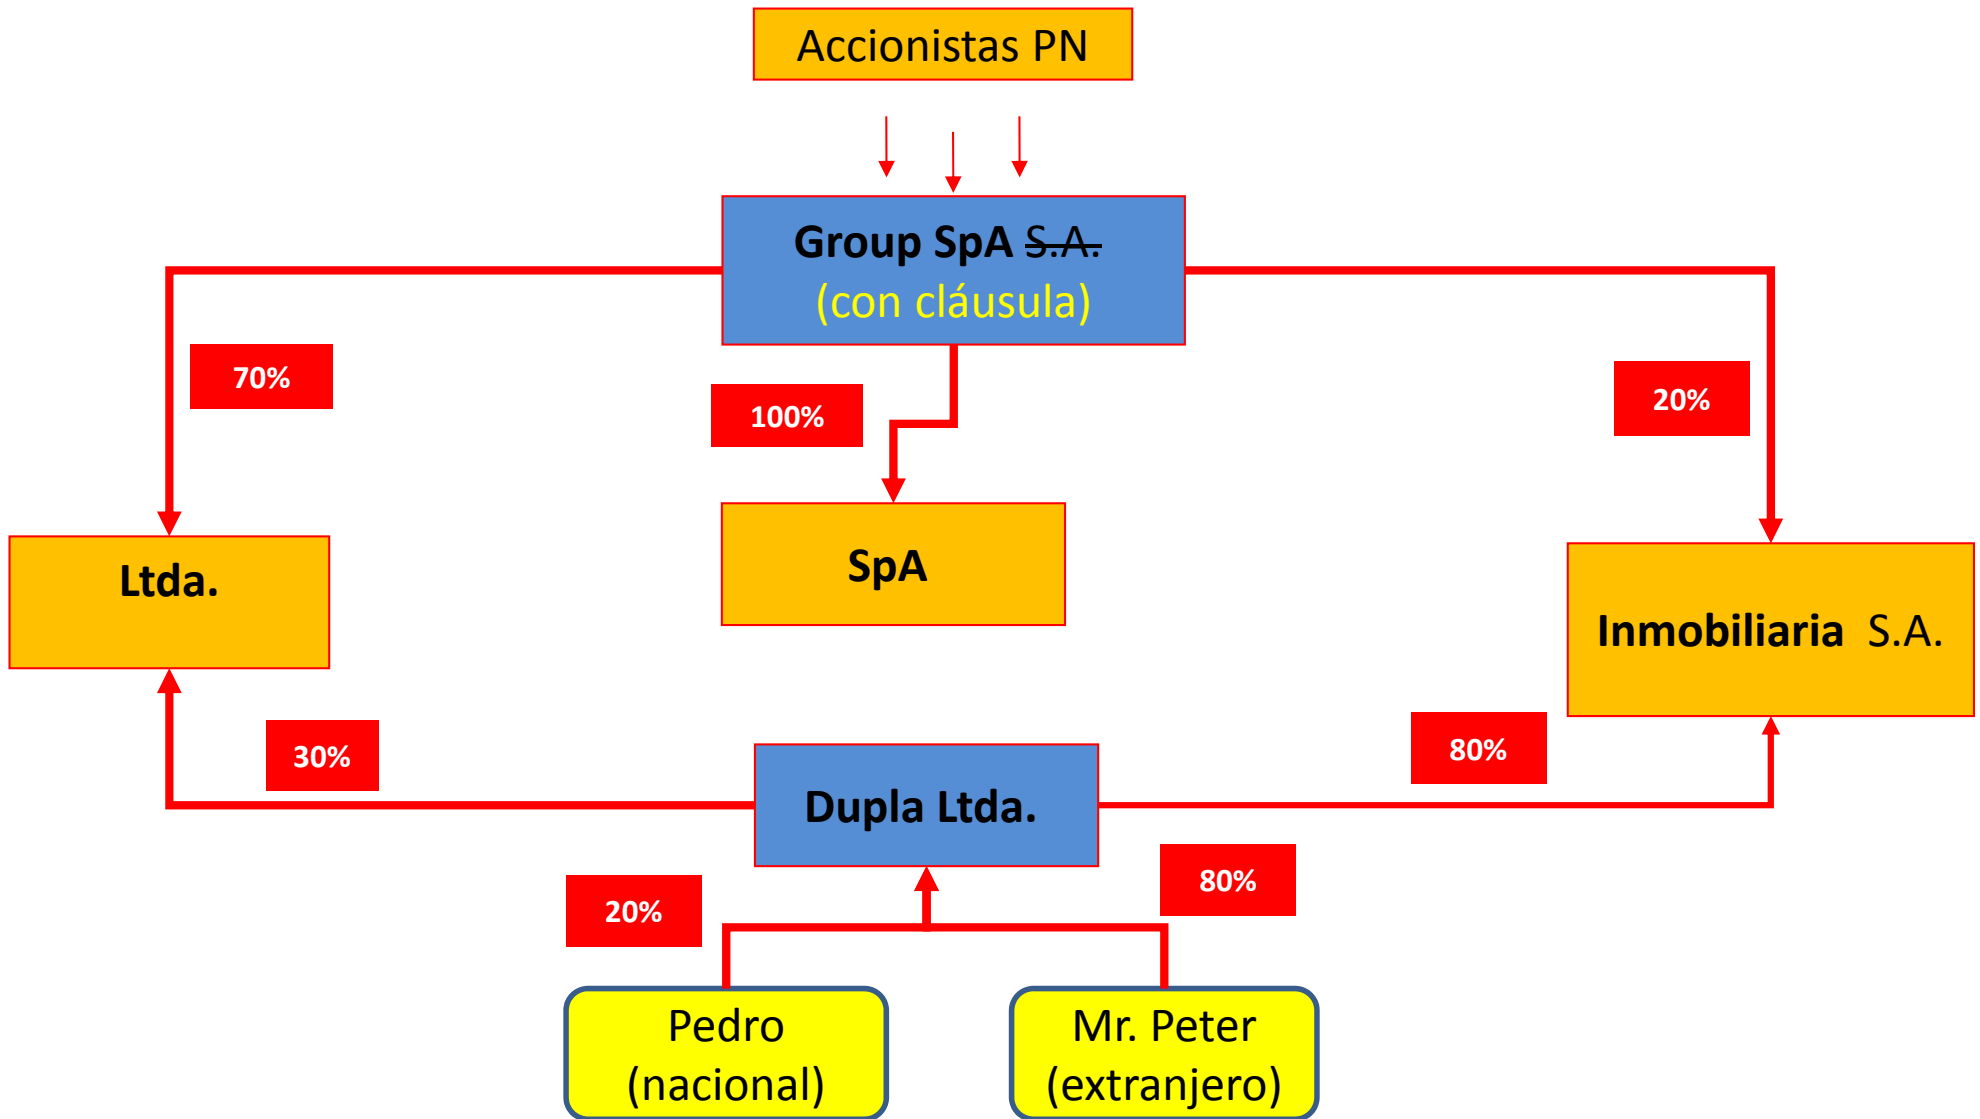 Accionistas PN
Group SpA S.A.
(con cláusula)
70%
100%
20%
Ltda.
SpA
Inmobiliaria S.A.
30%
80%
Dupla Ltda.
20%
80%
Pedro
(nacional)
Mr. Peter
(extranjero)